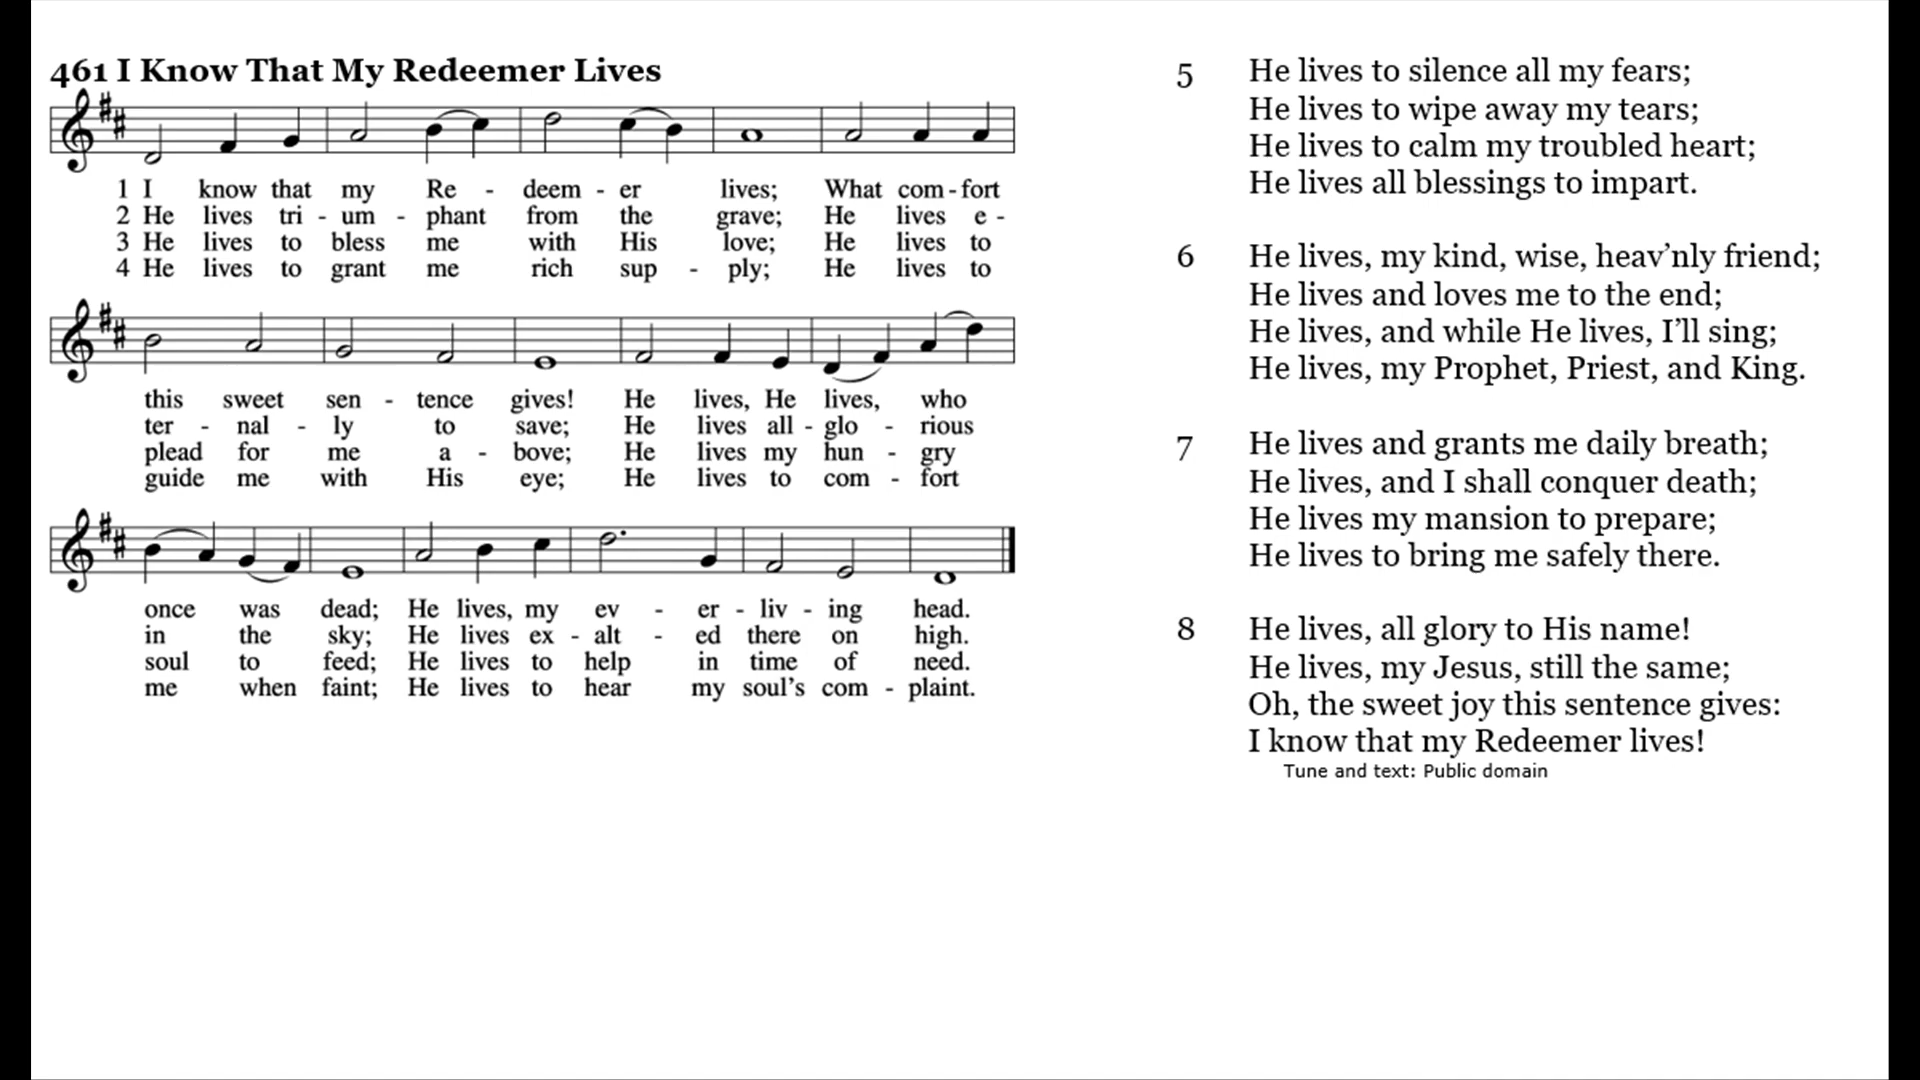 461 I Know That My Redeemer Lives
1 I know that my Re - deem - er lives; What com - fort
2 He lives tri - um - phant from the grave; He lives e -
3 He lives to bless me with His love; He lives to
4 He lives to grant me rich sup - ply; He lives to
this sweet sen - tence gives! He lives, He lives, who
ter - nal - ly to save; He lives all - glo - rious
plead for me a - bove; He lives my hun - gry
guide me with His eye; He lives to com - fort
once was dead; He lives, my ev - er - liv - ing head.
in the sky; He lives ex - alt - ed there on high.
soul to feed; He lives to help in time of need.
me when faint; He lives to hear my soul's com - plaint.
5 He lives to silence all my fears;
He lives to wipe away my tears;
He lives to calm my troubled heart;
He lives all blessings to impart.
6 He lives, my kind, wise, heav’nly friend;
He lives and loves me to the end;
He lives, and while He lives, I’ll sing;
He lives, my Prophet, Priest, and King.
7 He lives and grants me daily breath;
He lives, and I shall conquer death;
He lives my mansion to prepare;
He lives to bring me safely there.
8 He lives, all glory to His name!
He lives, my Jesus, still the same;
Oh, the sweet joy this sentence gives:
I know that my Redeemer lives!
Tune and text: Public domain